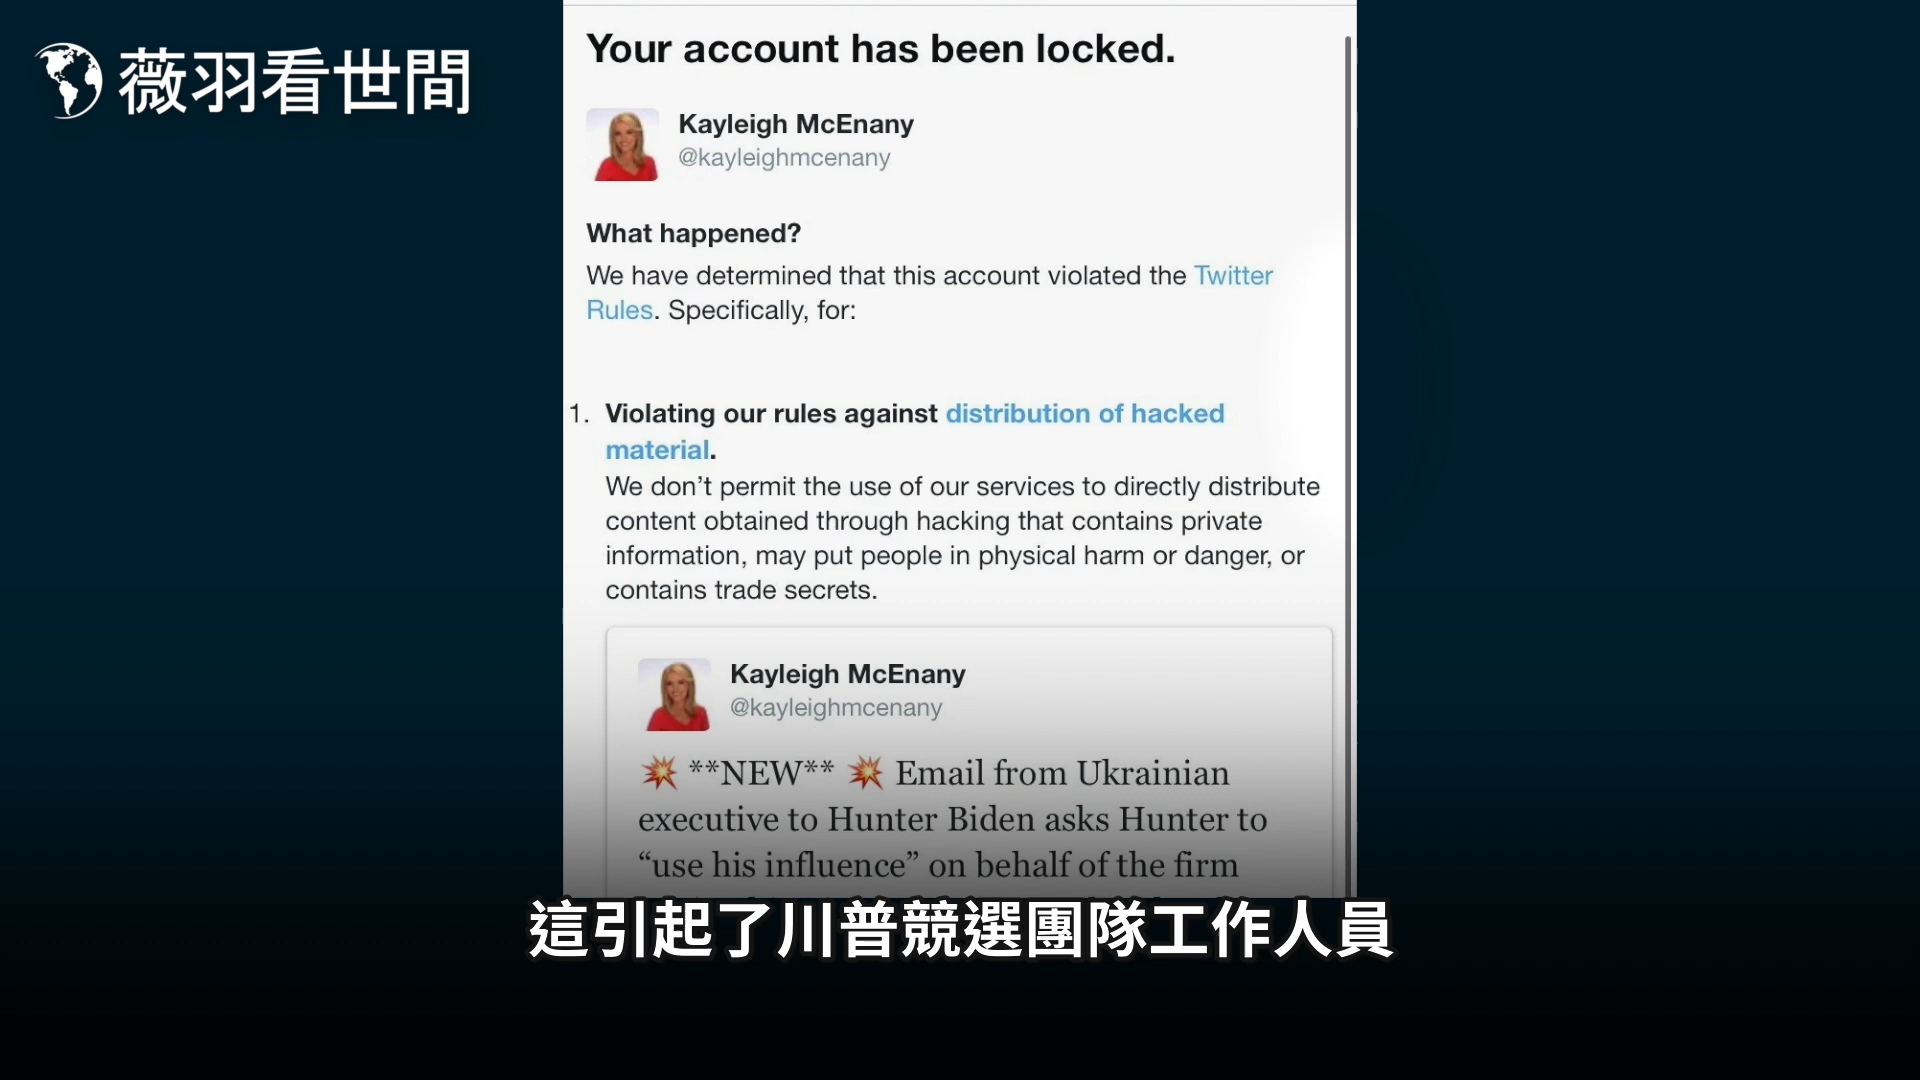 薇羽看世間
Your account has been locked.
Kayleigh McEnany
@kayleighmcenany
What happened?
We have determined that this account violated the Twitter
Rules. Specifically, for:
1. Violating our rules against distribution of hacked
material.
We don’t permit the use of our services to directly distribute
content obtained through hacking that contains private
information, may put people in physical harm or danger, or
contains trade secrets.
Kayleigh McEnany
@kayleighmcenany
💥 **NEW** 💥 Email from Ukrainian
executive to Hunter Biden asks Hunter to
“use his influence” on behalf of the firm
這引起了川普競選團隊工作人員